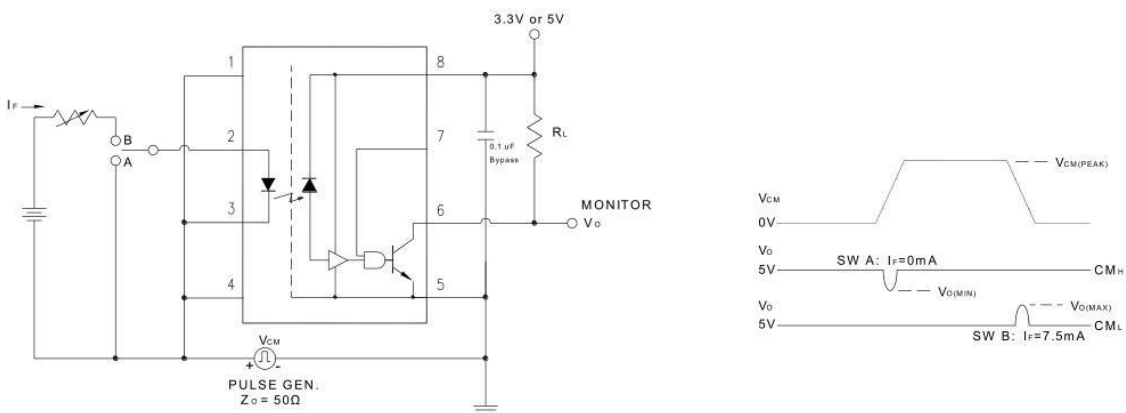 3.3V or 5V
1
8
IF
B
2
7
RL
A
0.1 uF
Bypass
3
6
MONITOR
Vo
4
5
VCM
+
-
PULSE GEN.
Zo = 50Ω
VCM(PEAK)
VCM
0V
Vo
SW A: IF=0mA
5V
CMH
VO(MIN)
Vo
VO(MAX)
5V
CML
SW B: IF=7.5mA